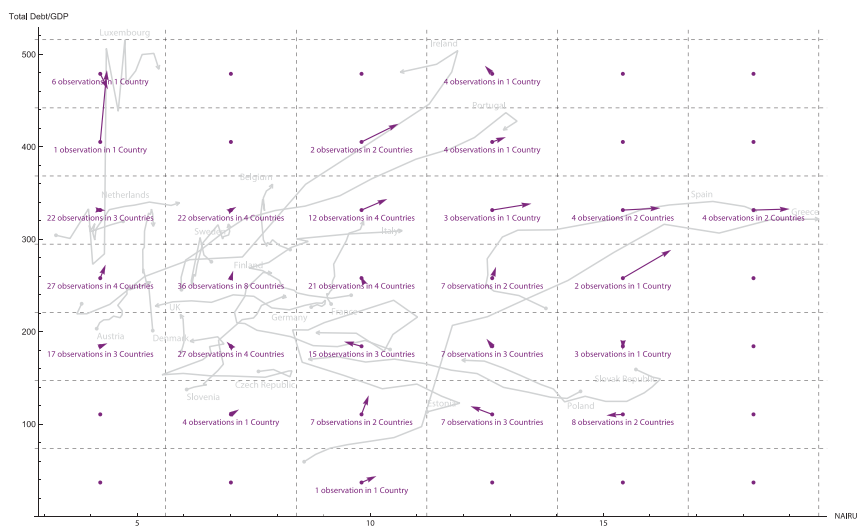 Total Debt/GDP
Luxembourg
Ireland
500
6 observations in 1 Country
4 observations in 1 Country
Portugal
400
1 observation in 1 Country
2 observations in 2 Countries
4 observations in 1 Country
Belgium
Netherlands
Spain
22 observations in 3 Countries
22 observations in 4 Countries
12 observations in 4 Countries
3 observations in 1 Country
4 observations in 2 Countries
4 observations in 2 Countries
Greece
Sweden
Italy
300
Finland
27 observations in 4 Countries
36 observations in 8 Countries
21 observations in 4 Countries
7 observations in 2 Countries
2 observations in 1 Country
UK
Germany
France
200
Austria
Denmark
17 observations in 3 Countries
27 observations in 4 Countries
15 observations in 3 Countries
7 observations in 3 Countries
3 observations in 1 Country
Czech Republic
Slovak Republic
Slovenia
Estonia
Poland
100
4 observations in 1 Country
7 observations in 2 Countries
7 observations in 3 Countries
8 observations in 2 Countries
1 observation in 1 Country
5
10
15
NAIRU